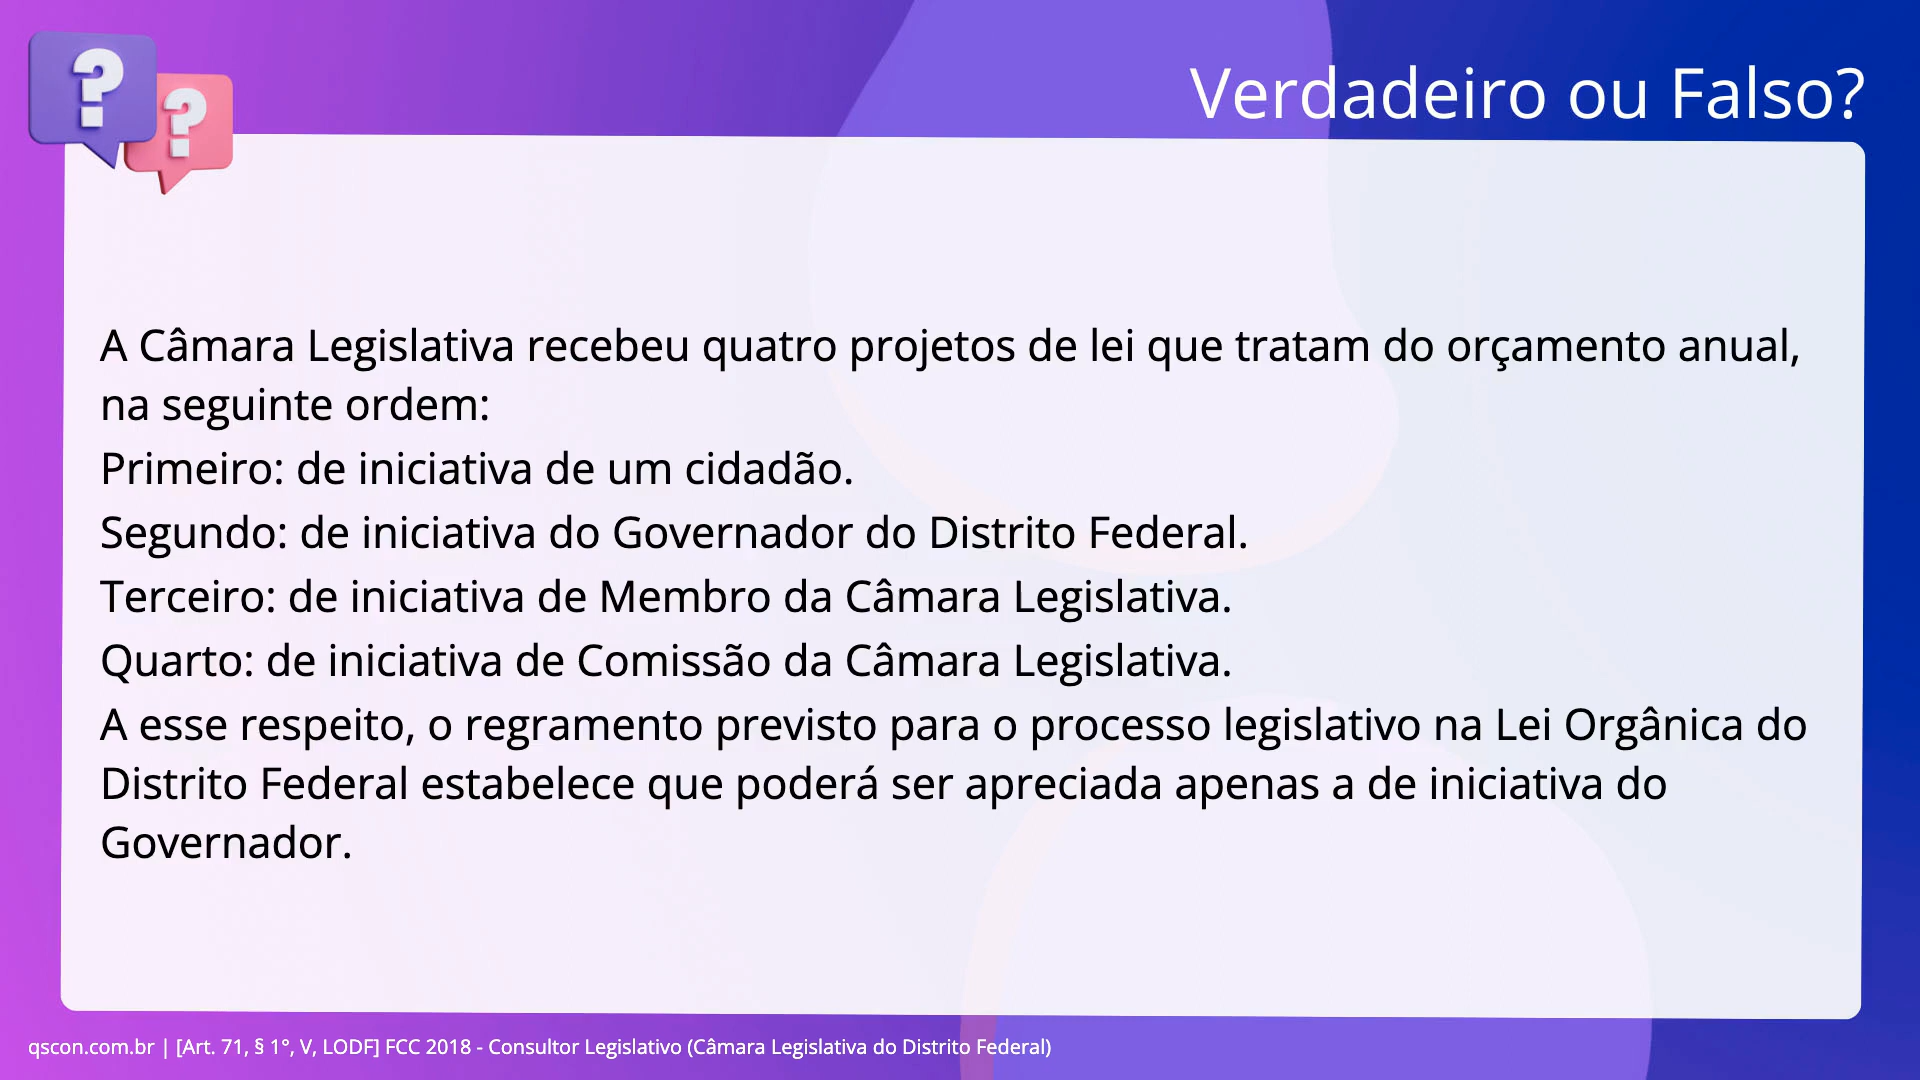 Verdadeiro ou Falso?
A Câmara Legislativa recebeu quatro projetos de lei que tratam do orçamento anual,
na seguinte ordem:
Primeiro: de iniciativa de um cidadão.
Segundo: de iniciativa do Governador do Distrito Federal.
Terceiro: de iniciativa de Membro da Câmara Legislativa.
Quarto: de iniciativa de Comissão da Câmara Legislativa.
A esse respeito, o regramento previsto para o processo legislativo na Lei Orgânica do
Distrito Federal estabelece que poderá ser apreciada apenas a de iniciativa do
Governador.
qscon.com.br | [Art. 71, § 1°, V, LODF] FCC 2018 - Consultor Legislativo (Câmara Legislativa do Distrito Federal)